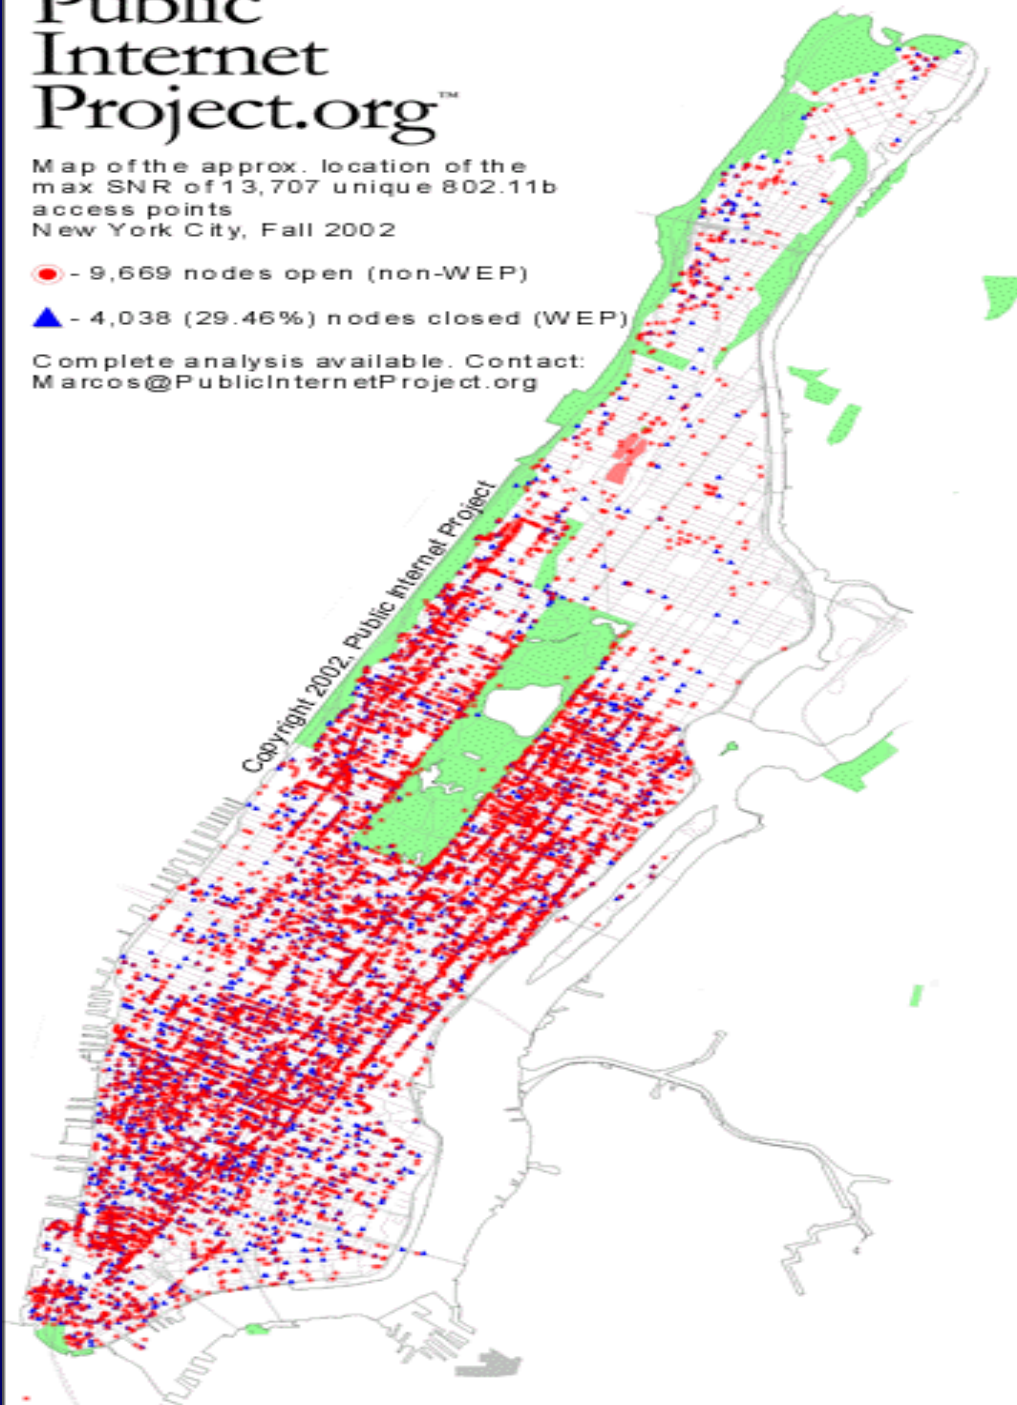 Public
Internet
Project.org™
Map of the approx. location of the
max SNR of 13,707 unique 802.11b
access points
New York City, Fall 2002
- 9,669 nodes open (non-WEP)
- 4,038 (29.46%) nodes closed (WEP)
Complete analysis available. Contact:
Marcos@PublicInternetProject.org
Copyright 2002, Public Internet Project